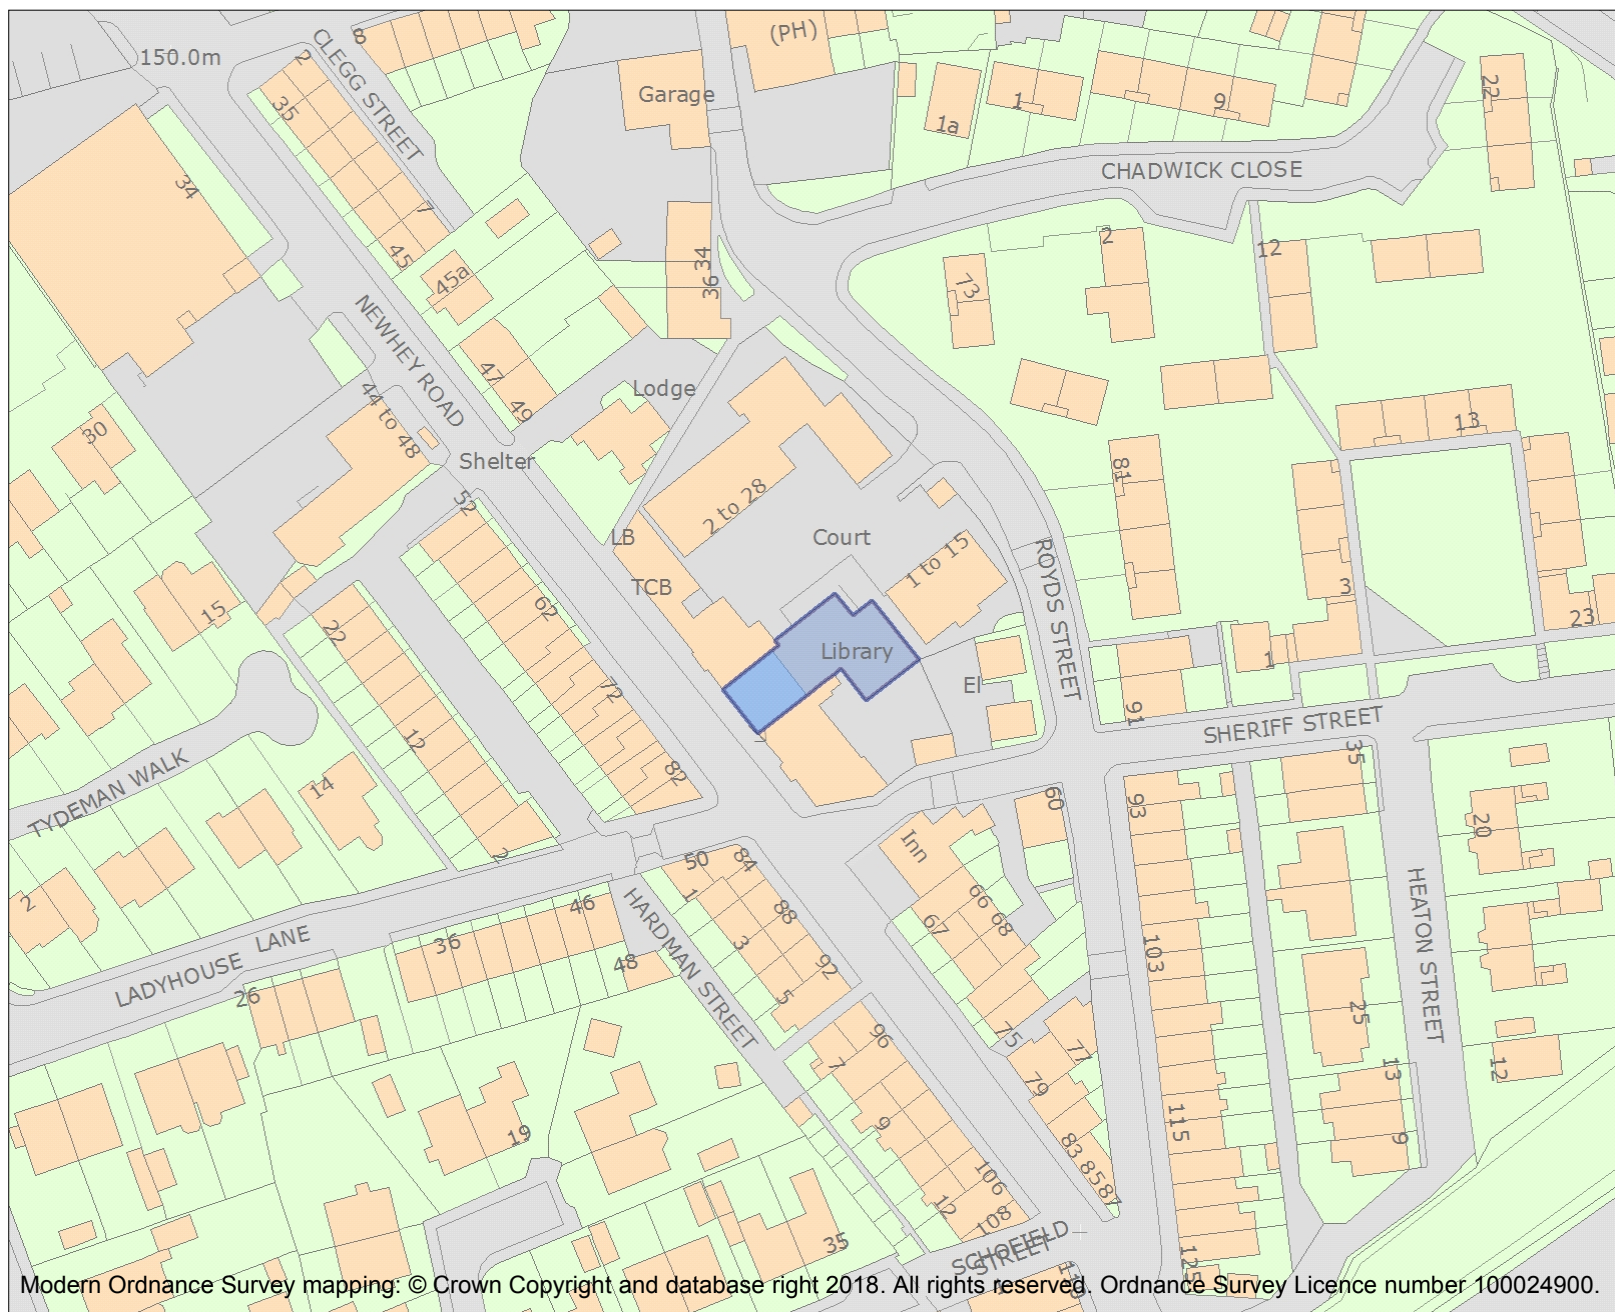 150.0m
CLEGG STREET
8
2
35
7
45
45a
34
(PH)
Garage
1a
1
9
22
CHADWICK CLOSE
34
36
73
2
12
NEWHEY ROAD
47
49
Lodge
30
44 to 48
Shelter
52
13
81
LB
TCB
2 to 28
Court
1 to 15
ROYDS STREET
3
23
15
22
62
Library
72
El
1
91
SHERIFF STREET
35
12
82
14
TYDEMAN WALK
2
2
60
93
20
Inn
50
84
1
88
3
92
5
66 68
67
HEATON STREET
LADYHOUSE LANE
26
36
46
48
HARDMAN STREET
103
25
75
77
79
96
7
9
13
12
9
115
83 85 87
19
106
12
108
35
SCHOFIELD
STREET
125
Modern Ordnance Survey mapping: © Crown Copyright and database right 2018. All rights reserved. Ordnance Survey Licence number 100024900.